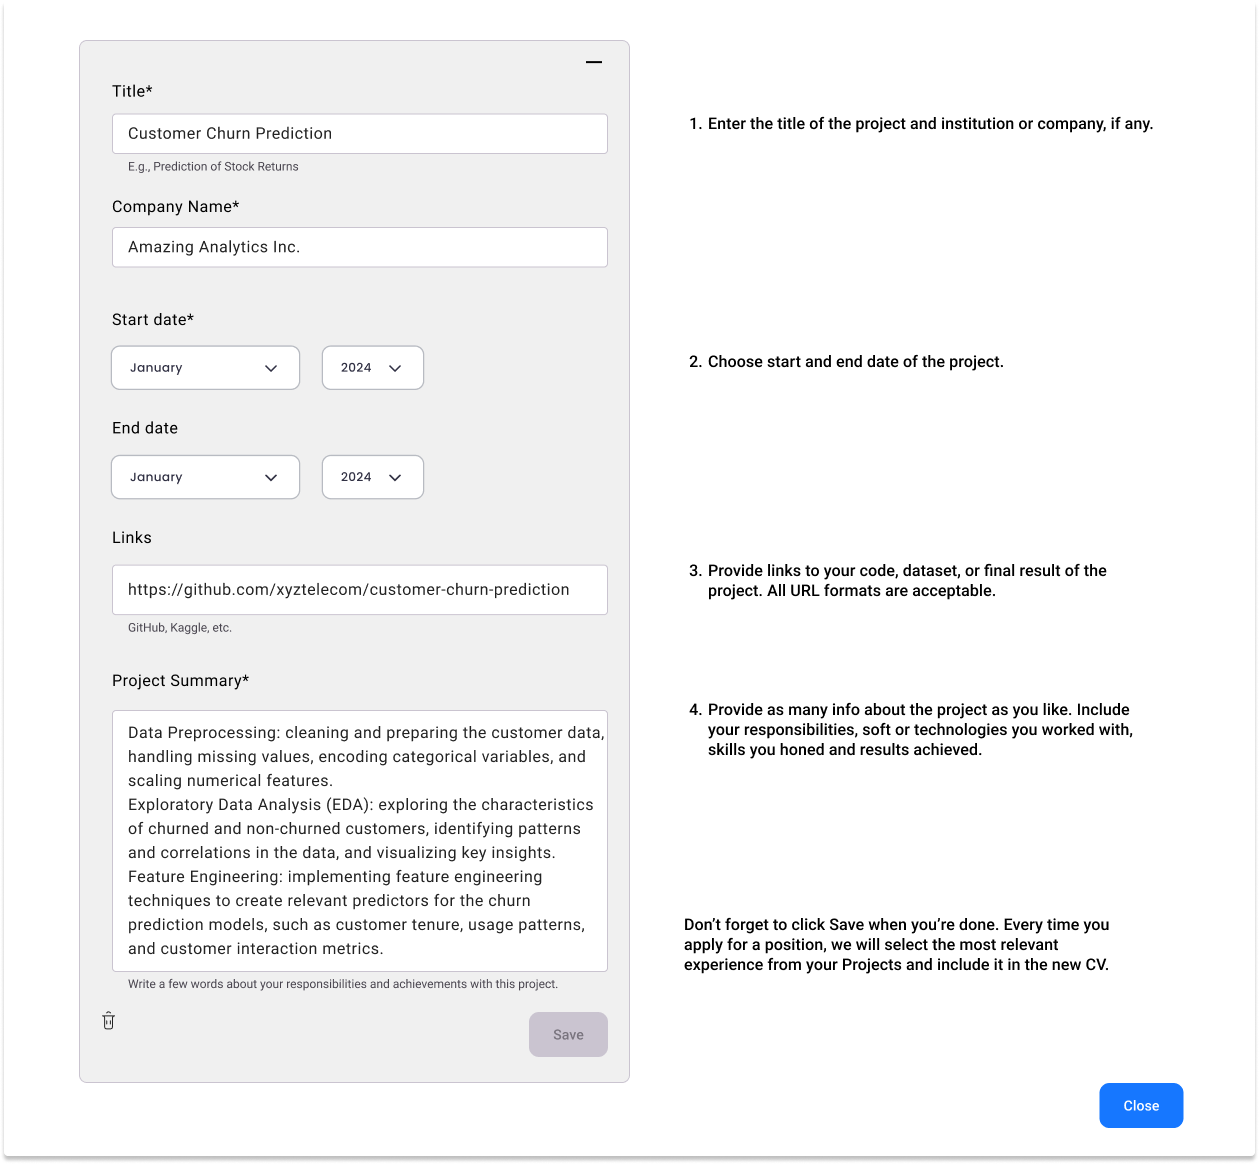 Title*
Customer Churn Prediction
E.g., Prediction of Stock Returns
Company Name*
Amazing Analytics Inc.
Start date*
January
2024
End date
January
2024
Links
https://github.com/xyztelecom/customer-churn-prediction
GitHub, Kaggle, etc.
Project Summary*
Data Preprocessing: cleaning and preparing the customer data,
handling missing values, encoding categorical variables, and
scaling numerical features.
Exploratory Data Analysis (EDA): exploring the characteristics
of churned and non-churned customers, identifying patterns
and correlations in the data, and visualizing key insights.
Feature Engineering: implementing feature engineering
techniques to create relevant predictors for the churn
prediction models, such as customer tenure, usage patterns,
and customer interaction metrics.
Write a few words about your responsibilities and achievements with this project.
Save
1. Enter the title of the project and institution or company, if any.
2. Choose start and end date of the project.
3. Provide links to your code, dataset, or final result of the
project. All URL formats are acceptable.
4. Provide as many info about the project as you like. Include
your responsibilities, soft or technologies you worked with,
skills you honed and results achieved.
Don’t forget to click Save when you’re done. Every time you
apply for a position, we will select the most relevant
experience from your Projects and include it in the new CV.
Close